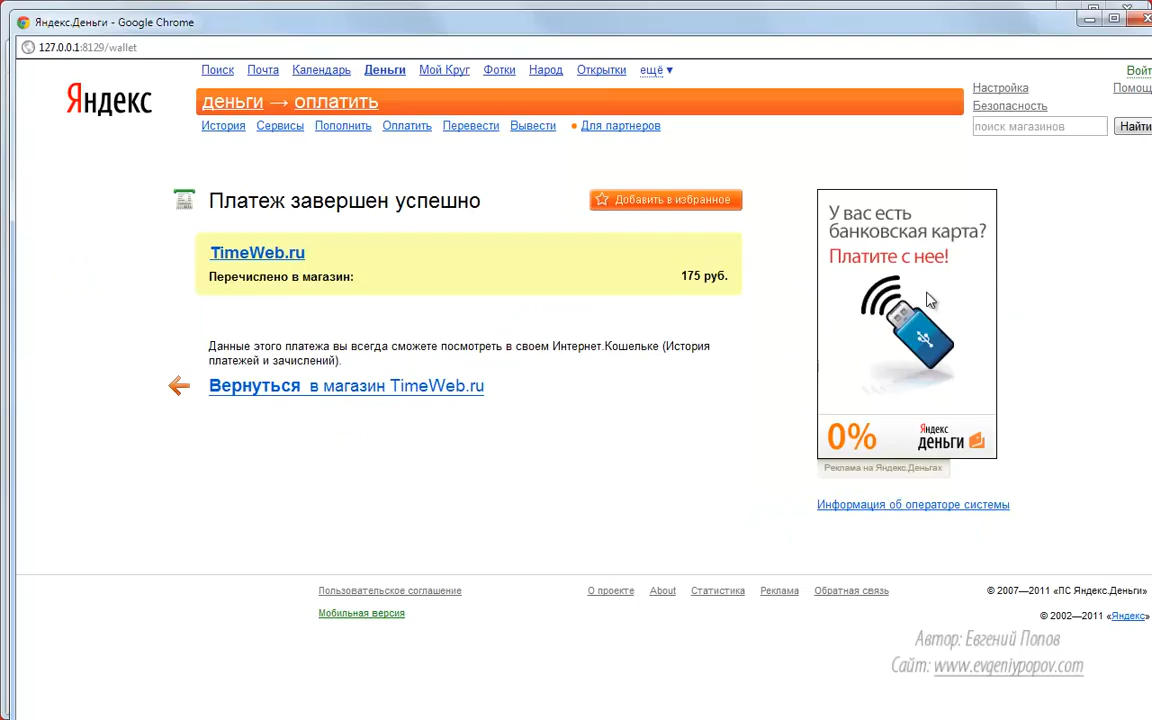 Яндекс.Деньги - Google Chrome
127.0.0.1:8129/wallet
Поиск Почта Календарь Деньги Мой Круг Фотки Народ Открытки ещё ▼
Войт
Яндекс
деньги → оплатить
Настройка
Помощ
Безопасность
История Сервисы Пополнить Оплатить Перевести Вывести • Для партнеров
поиск магазинов
Найти
Платеж завершен успешно
Добавить в избранное
TimeWeb.ru
Перечислено в магазин: 175 руб.
Данные этого платежа вы всегда сможете посмотреть в своем Интернет.Кошельке (История
платежей и зачислений).
Вернуться в магазин TimeWeb.ru
У вас есть
банковская карта?
Платите с нее!
0%
Яндекс
деньги
Реклама на Яндекс.Деньгах
Информация об операторе системы
Пользовательское соглашение
О проекте About Статистика Реклама Обратная связь
© 2007—2011 «ПС Яндекс.Деньги»
Мобильная версия
© 2002—2011 «Яндекс»
Автор: Евгений Попов
Сайт: www.evgeniypopov.com